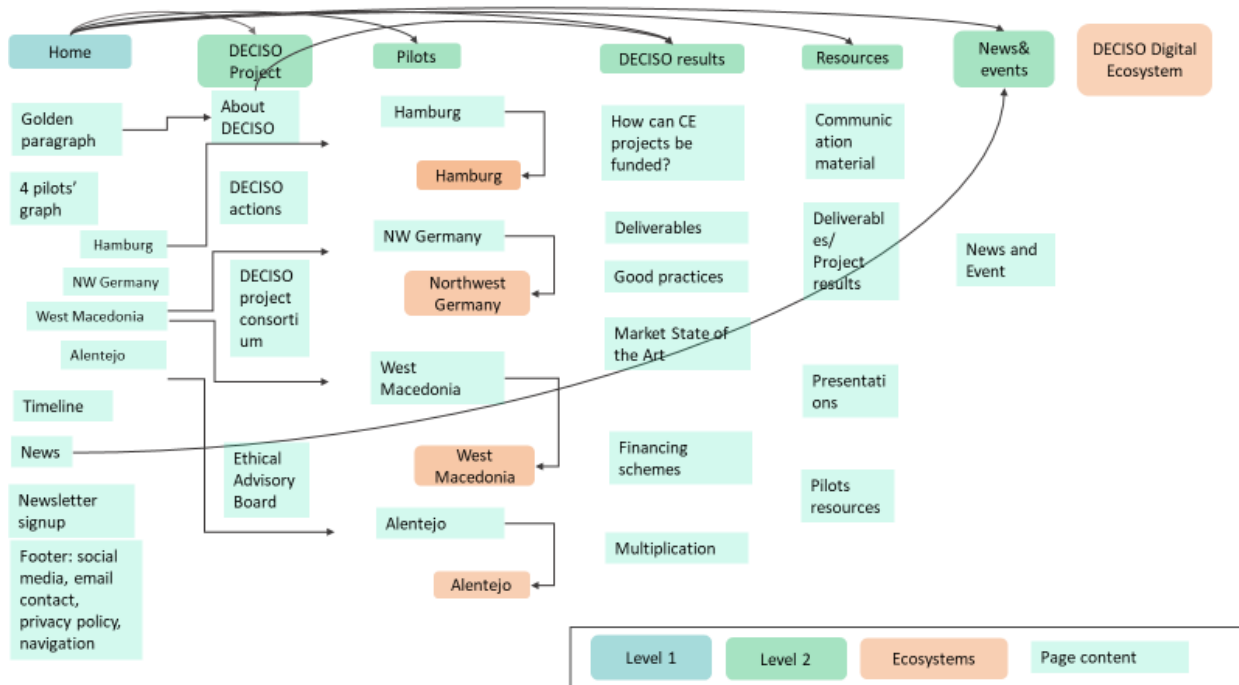 Home
DECISO
Project
Pilots
DECISO results
Resources
News&
events
DECISO Digital
Ecosystem
Golden
paragraph
4 pilots’
graph
Hamburg
NW Germany
West Macedonia
Alentejo
Timeline
News
Newsletter
signup
Footer: social
media, email
contact,
privacy policy,
navigation
About
DECISO
DECISO
actions
DECISO
project
consorti
um
Ethical
Advisory
Board
Hamburg
Hamburg
NW Germany
Northwest
Germany
West
Macedonia
West
Macedonia
Alentejo
Alentejo
How can CE
projects be
funded?
Deliverables
Good practices
Market State of
the Art
Financing
schemes
Multiplication
Communic
ation
material
Deliverabl
es/
Project
results
Presentati
ons
Pilots
resources
News and
Event
Level 1
Level 2
Ecosystems
Page content